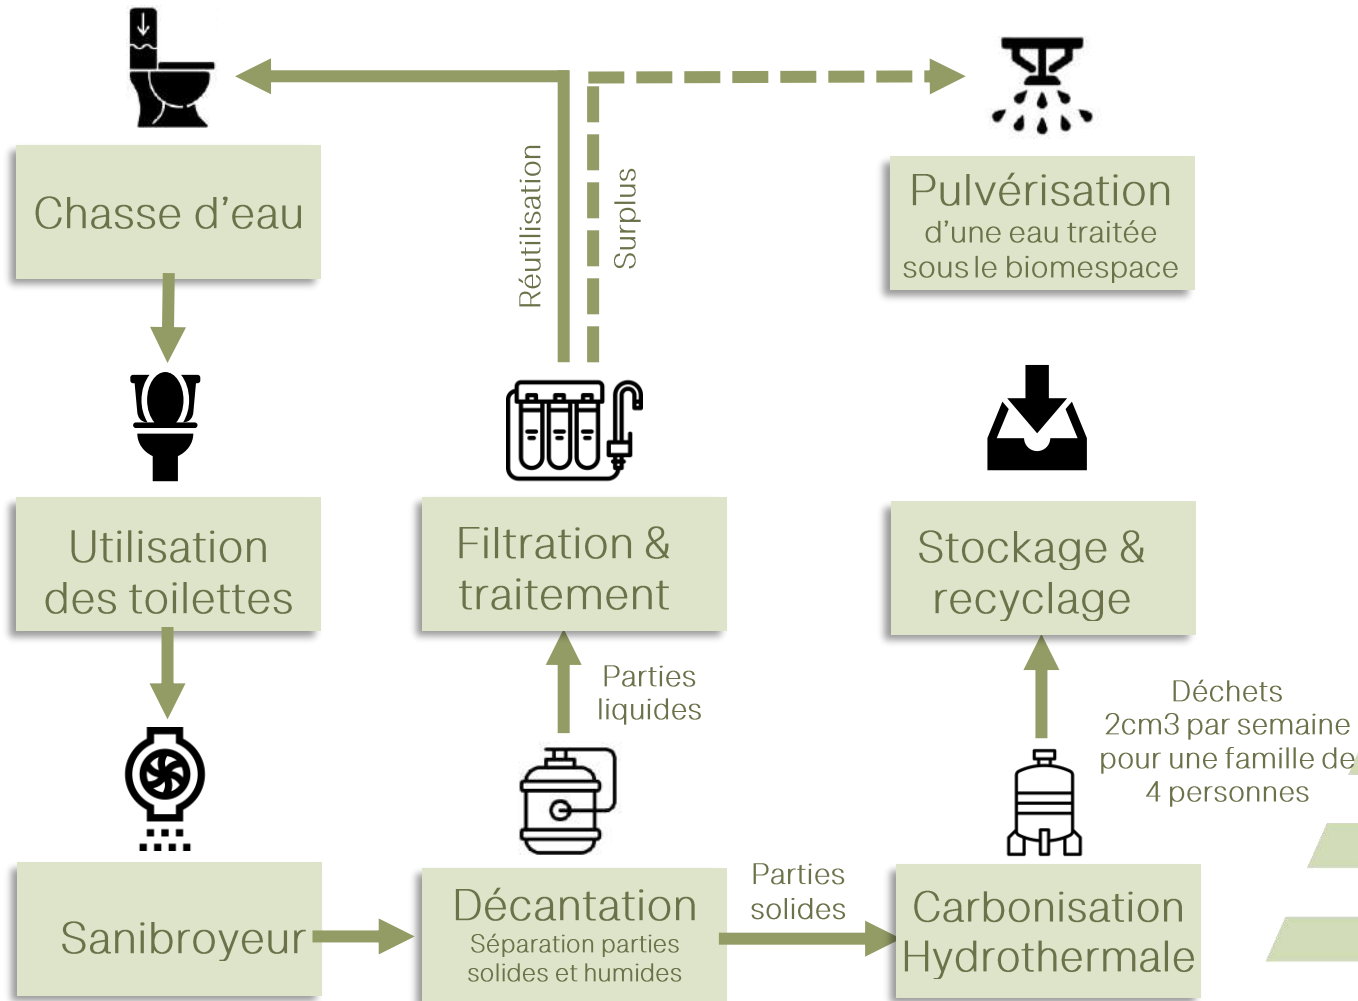 Chasse d'eau
Réutilisation
Surplus
Pulvérisation
d'une eau traitée
sous le biomespace
Utilisation
des toilettes
Filtration &
traitement
Stockage &
recyclage
Parties
liquides
Déchets
2cm3 par semaine
pour une famille de
4 personnes
Sanibroyeur
Décantation
Séparation parties
solides et humides
Parties
solides
Carbonisation
Hydrothermale